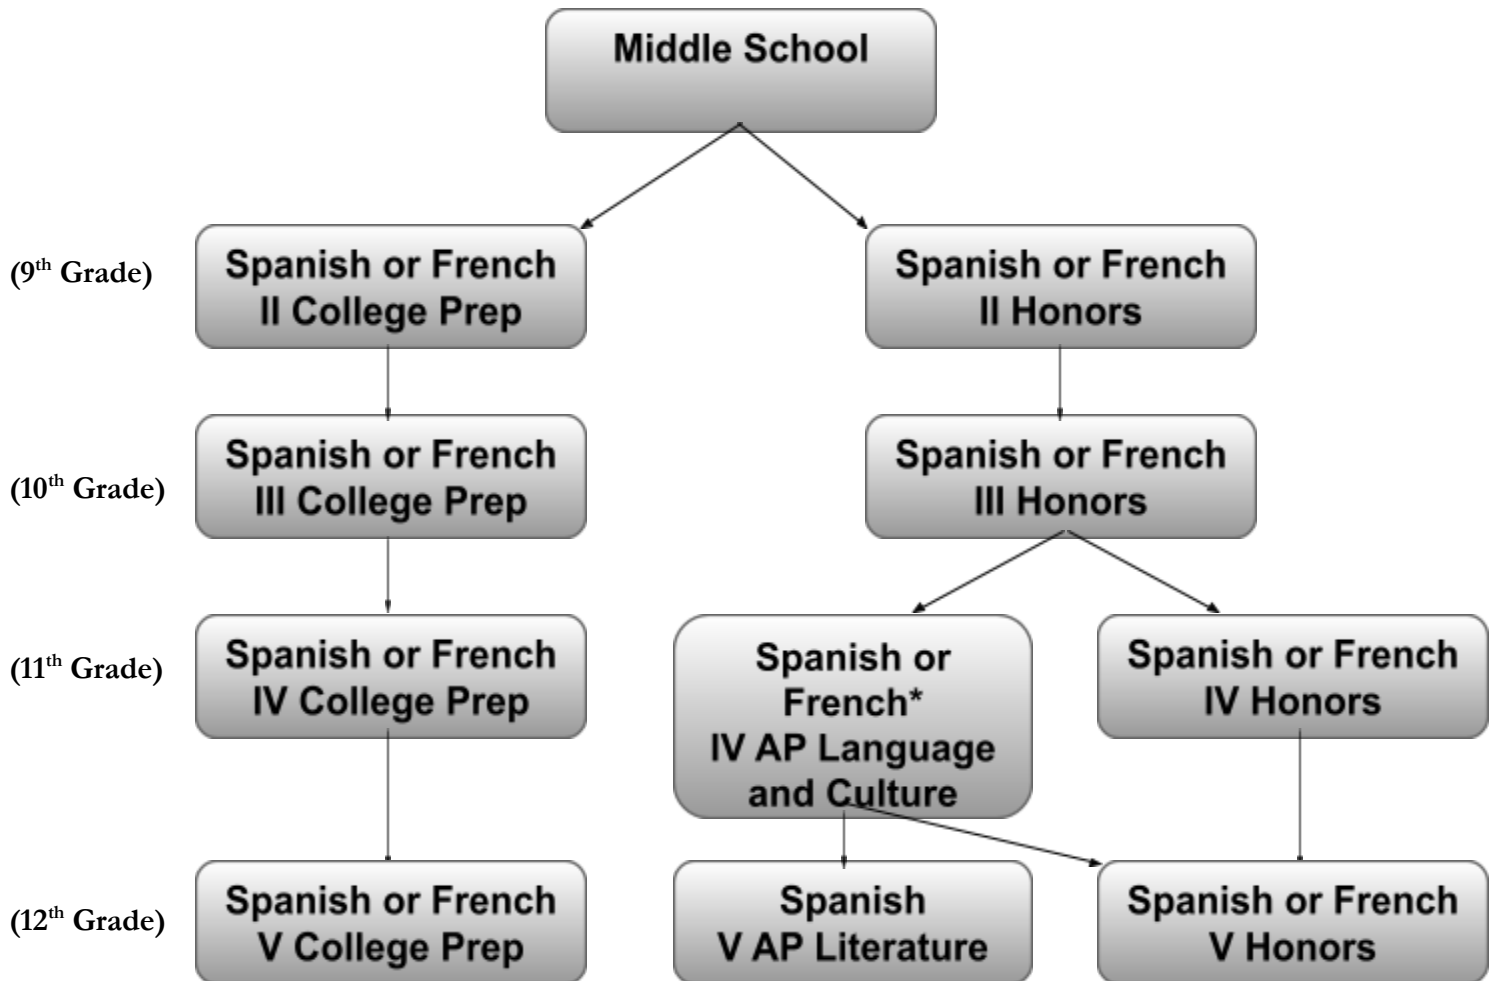 Middle School
(9th Grade)
Spanish or French
II College Prep
Spanish or French
II Honors
(10th Grade)
Spanish or French
III College Prep
Spanish or French
III Honors
(11th Grade)
Spanish or French
IV College Prep
Spanish or
French*
IV AP Language
and Culture
Spanish or French
IV Honors
(12th Grade)
Spanish or French
V College Prep
Spanish
V AP Literature
Spanish or French
V Honors